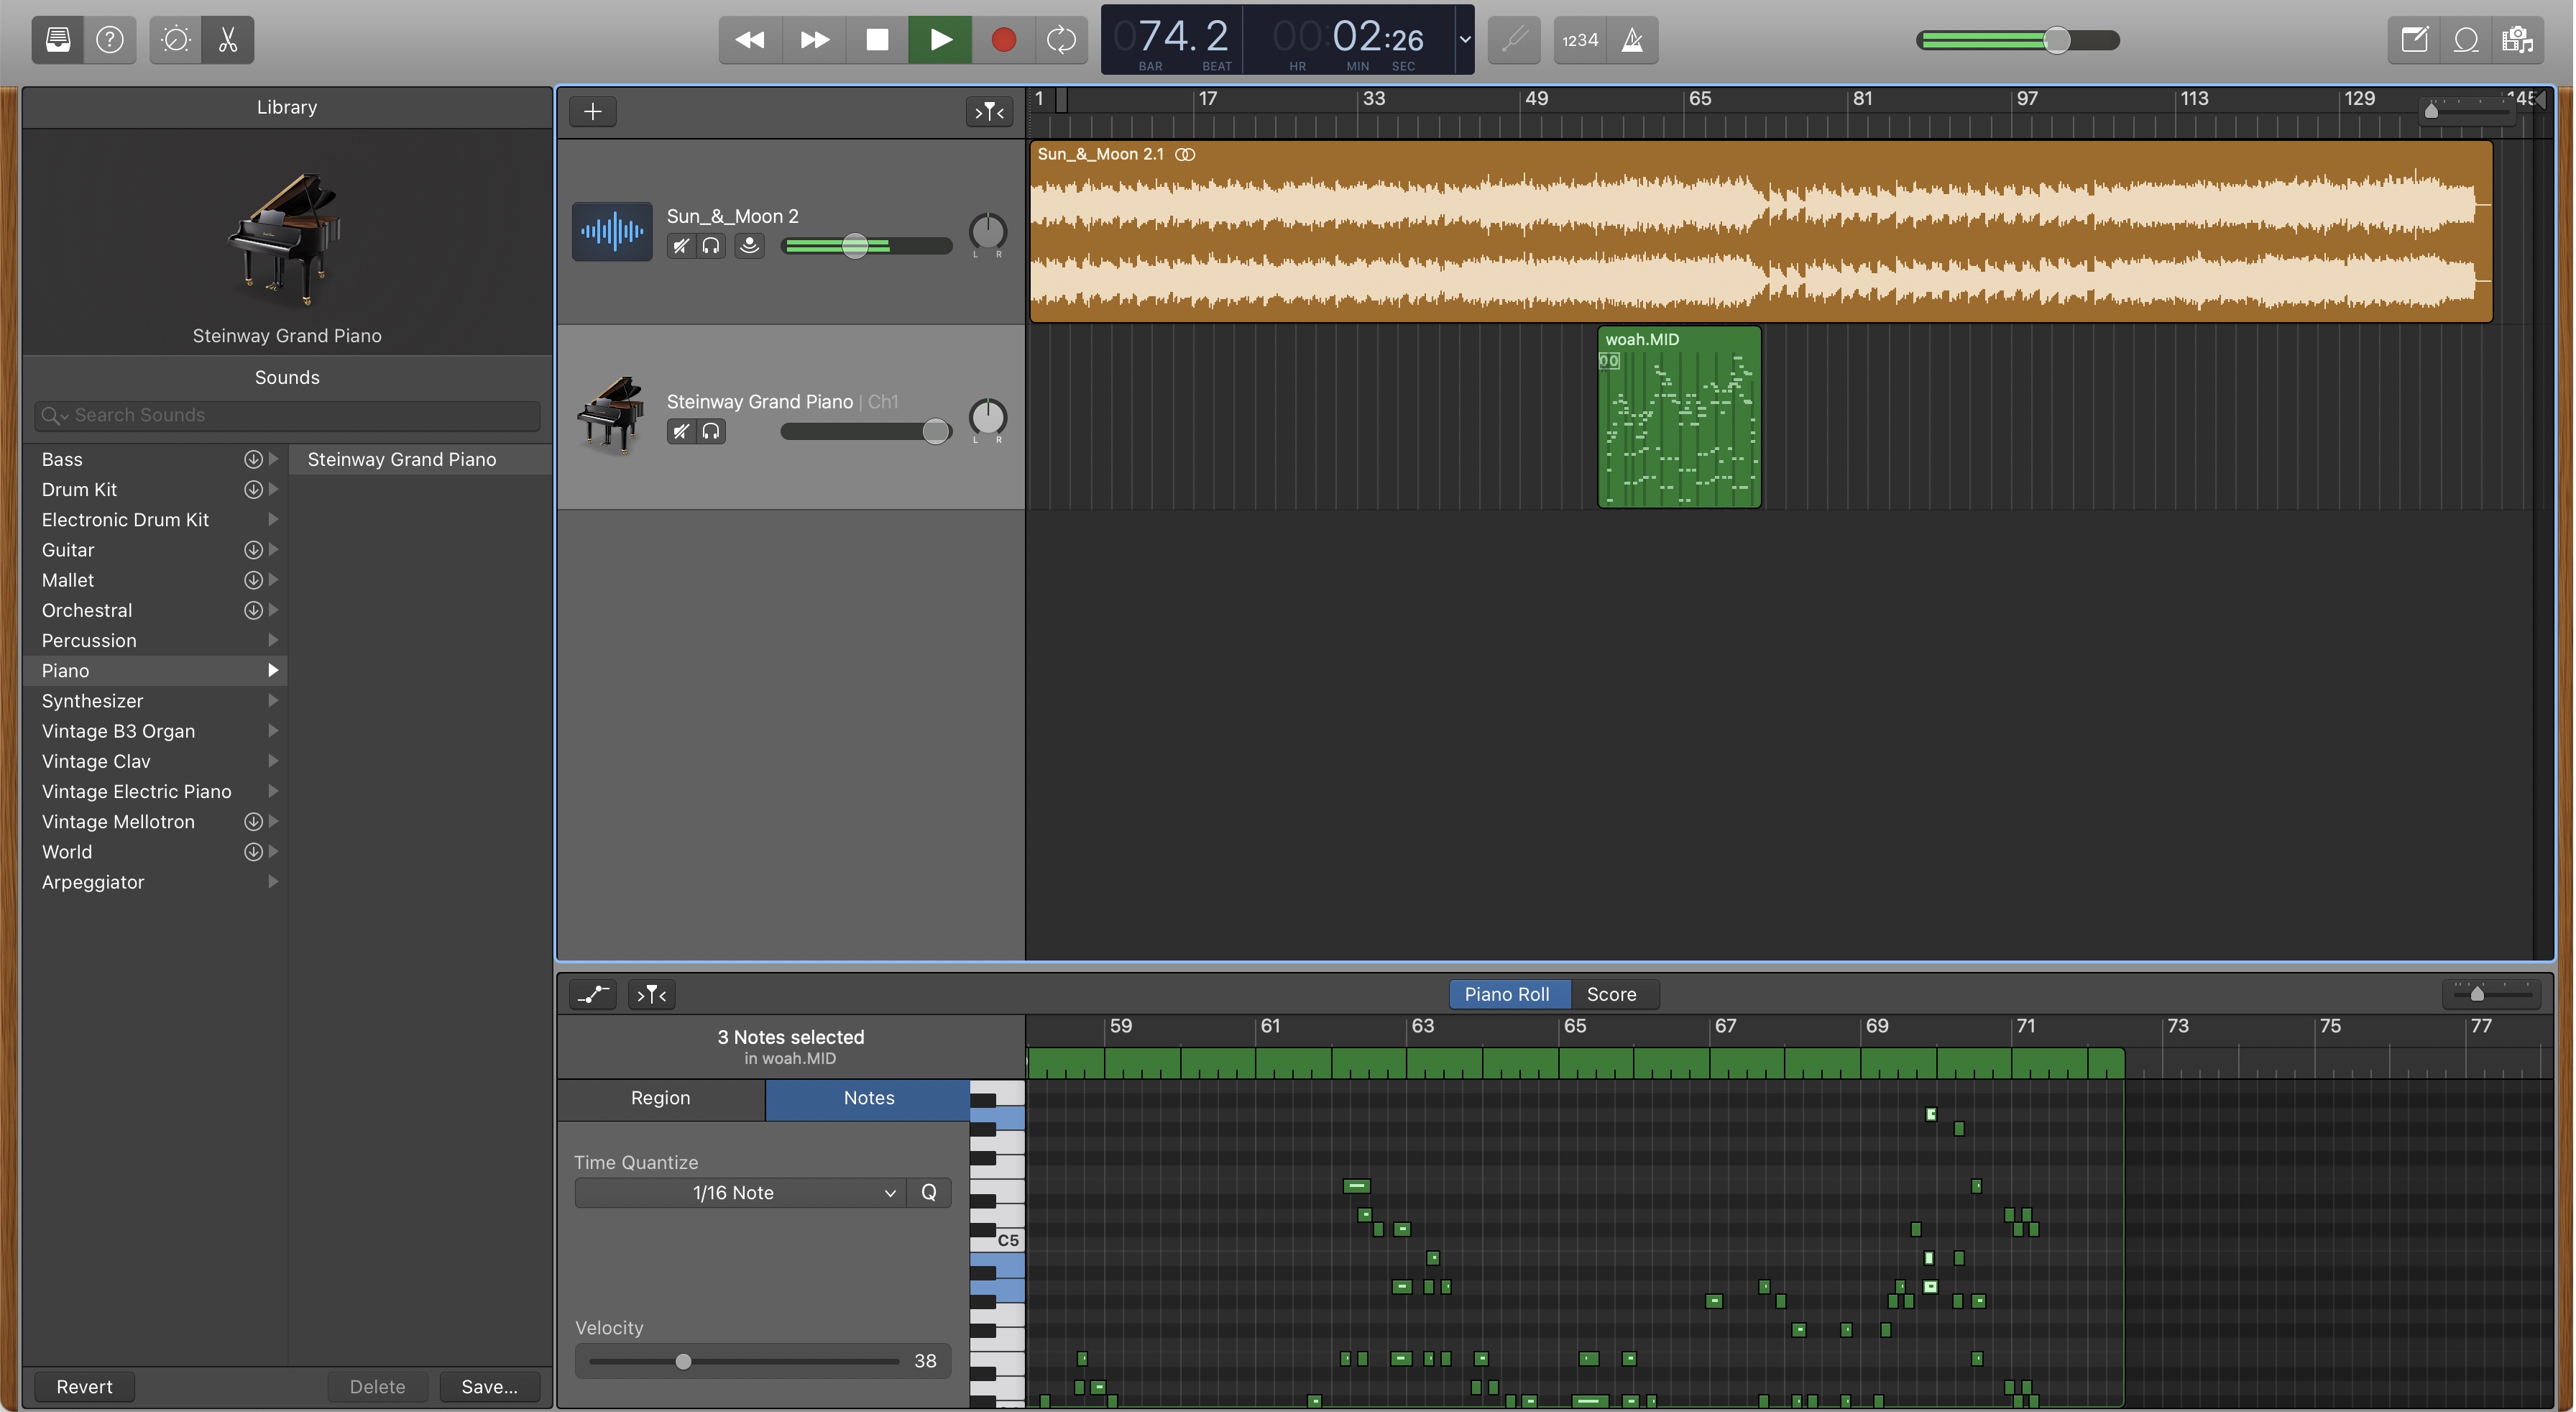 074.2
BAR
BEAT
00:02:26
HR
MIN
SEC
1234
Library
Steinway Grand Piano
Sounds
Search Sounds
Bass
Drum Kit
Electronic Drum Kit
Guitar
Mallet
Orchestral
Percussion
Piano
Synthesizer
Vintage B3 Organ
Vintage Clav
Vintage Electric Piano
Vintage Mellotron
World
Arpeggiator
Steinway Grand Piano
Revert
Delete
Save...
1 17 33 49 65 81 97 113 129 145
Sun_&_Moon 2
L R
Sun_&_Moon 2.1
Steinway Grand Piano | Ch1
L R
woah.MID
Piano Roll
Score
3 Notes selected
in woah.MID
59 61 63 65 67 69 71 73 75 77
Region
Notes
Time Quantize
1/16 Note
Q
C5
Velocity
38